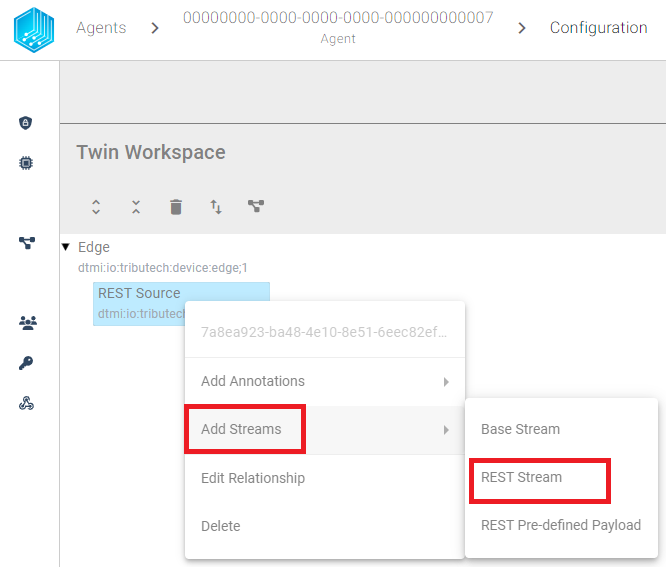 Agents
00000000-0000-0000-0000-000000000007
Agent
Configuration
Twin Workspace
Edge
dtmi:io:tributech:device:edge;1
REST Source
dtmi:io:tributech
7a8ea923-ba48-4e10-8e51-6eec82ef...
Add Annotations
Add Streams
Base Stream
Edit Relationship
REST Stream
Delete
REST Pre-defined Payload